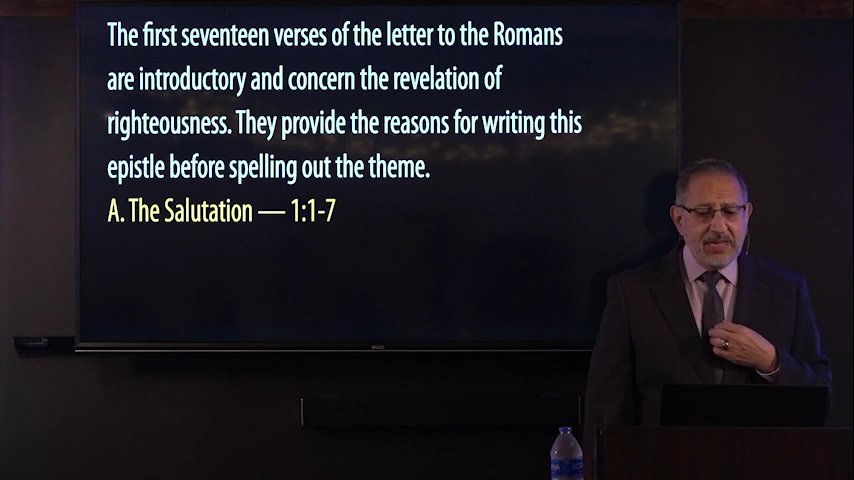 The first seventeen verses of the letter to the Romans
are introductory and concern the revelation of
righteousness. They provide the reasons for writing this
epistle before spelling out the theme.
A. The Salutation — 1:1-7